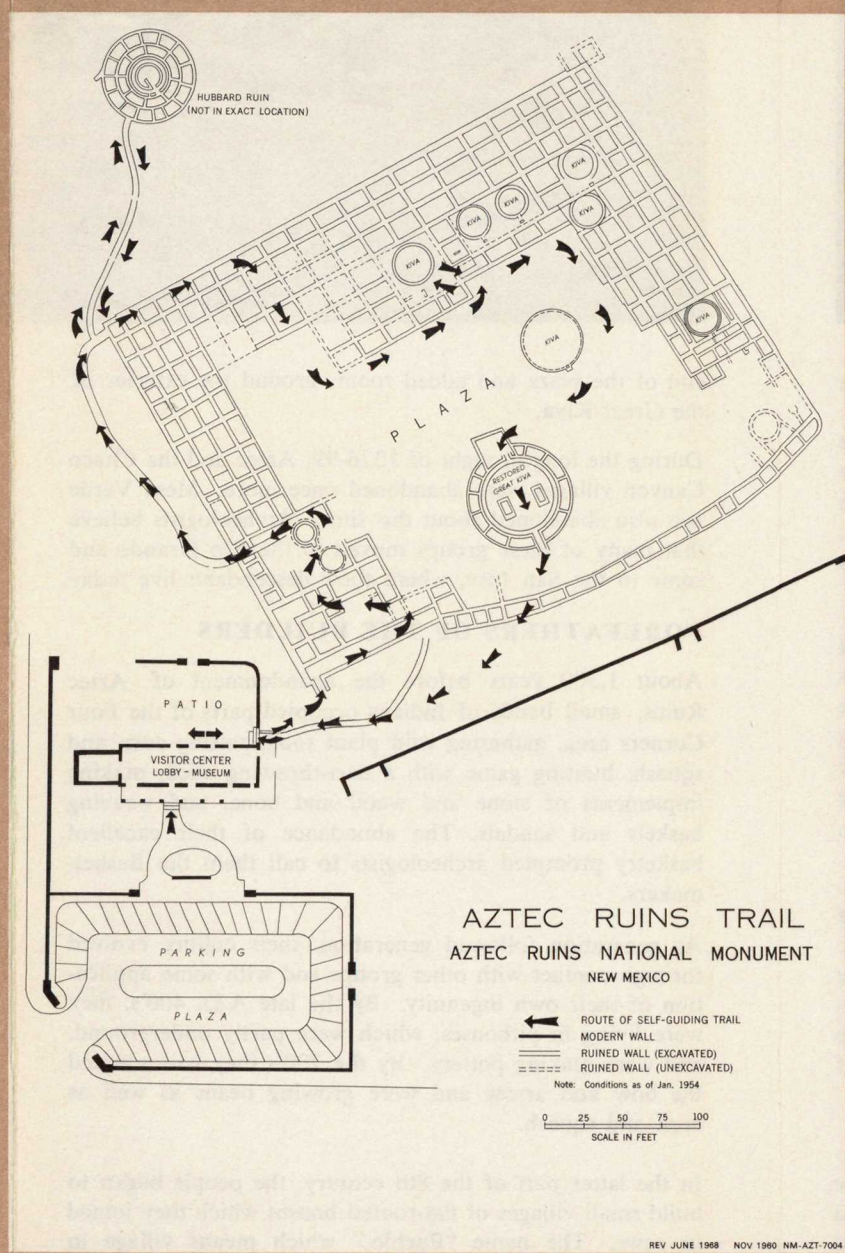 HUBBARD RUIN
(NOT IN EXACT LOCATION)
KIVA
KIVA
KIVA
KIVA
KIVA
KIVA
KIVA
PLAZA
RESTORED
GREAT KIVA
PATIO
VISITOR CENTER
LOBBY - MUSEUM
PARKING
PLAZA
AZTEC RUINS TRAIL
AZTEC RUINS NATIONAL MONUMENT
NEW MEXICO
ROUTE OF SELF-GUIDING TRAIL
MODERN WALL
RUINED WALL (EXCAVATED)
RUINED WALL (UNEXCAVATED)
Note: Conditions as of Jan. 1954
0 25 50 75 100
SCALE IN FEET
REV JUNE 1968 NOV 1960 NM-AZT-7004